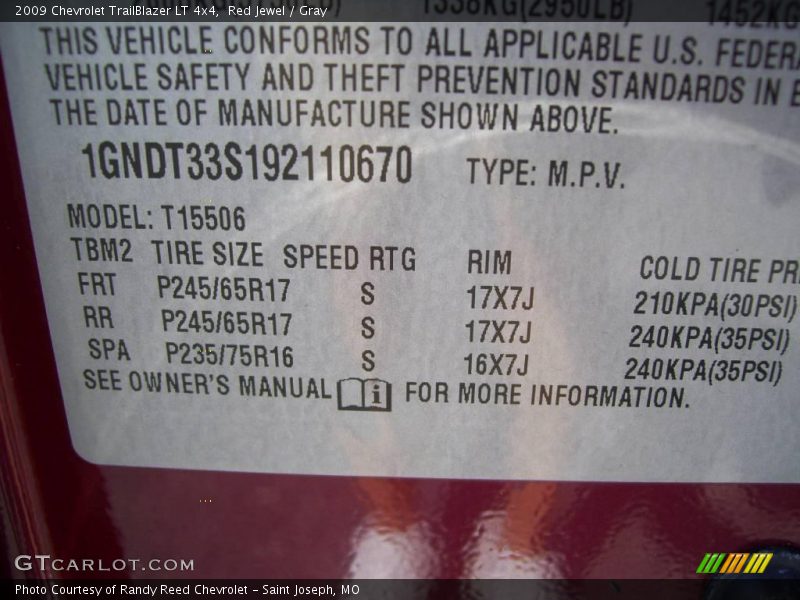 2009 Chevrolet TrailBlazer LT 4x4, Red Jewel / Gray
1338KG(2950LB) 1452KG
THIS VEHICLE CONFORMS TO ALL APPLICABLE U.S. FEDERA
VEHICLE SAFETY AND THEFT PREVENTION STANDARDS IN E
THE DATE OF MANUFACTURE SHOWN ABOVE.
1GNDT33S192110670 TYPE: M.P.V.
MODEL: T15506
TBM2 TIRE SIZE SPEED RTG RIM COLD TIRE PR
FRT P245/65R17 S 17X7J 210KPA(30PSI)
RR P245/65R17 S 17X7J 240KPA(35PSI)
SPA P235/75R16 S 16X7J 240KPA(35PSI)
SEE OWNER'S MANUAL i FOR MORE INFORMATION.
GTCARLOT.COM
Photo Courtesy of Randy Reed Chevrolet - Saint Joseph, MO